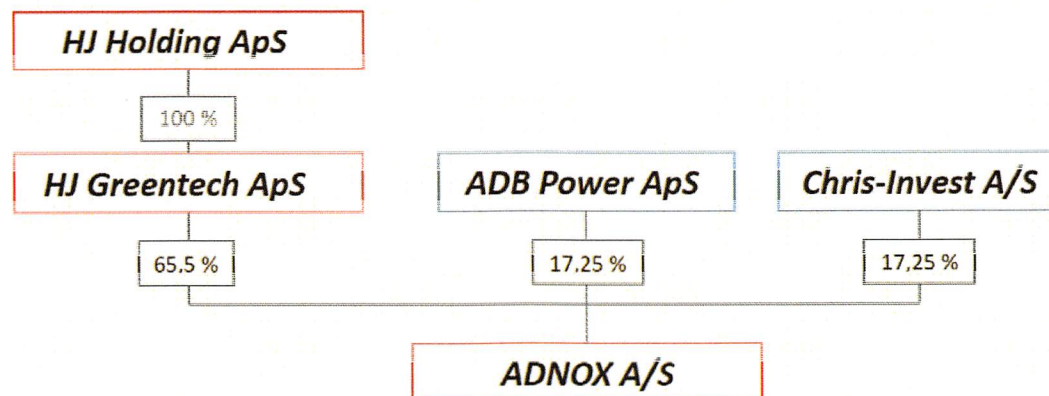 HJ Holding ApS
100 %
HJ Greentech ApS
ADB Power ApS
Chris-Invest A/S
65,5 %
17,25 %
17,25 %
ADNOX A/S